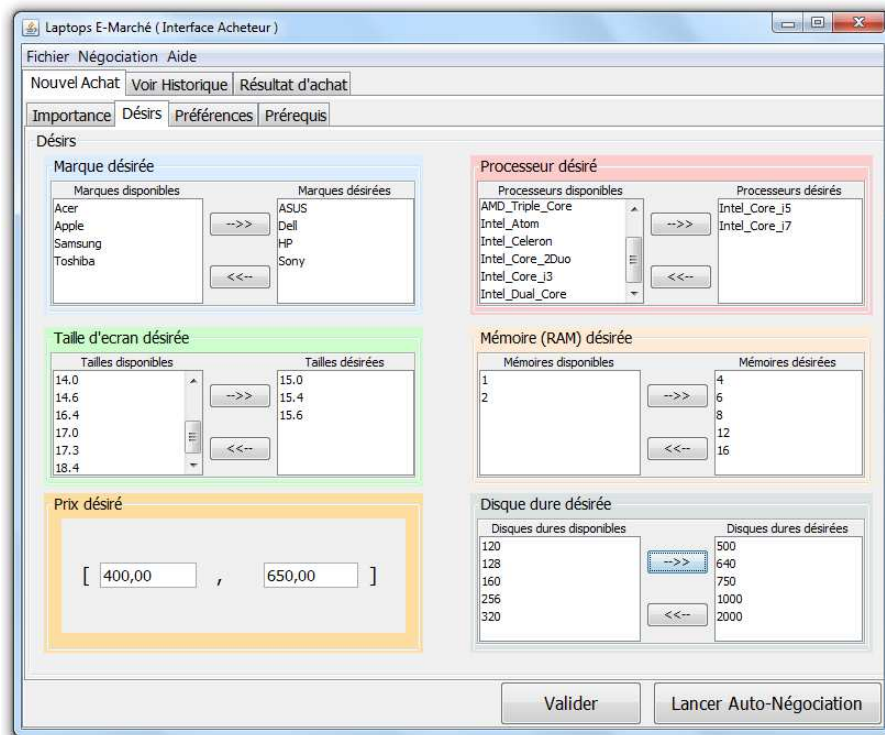 Laptops E-Marché ( Interface Acheteur )
Fichier Négociation Aide
Nouvel Achat Voir Historique Résultat d'achat
Importance Désirs Préférences Prérequis
Désirs
Marque désirée
Marques disponibles
Acer
Apple
Samsung
Toshiba
-->>
<<--
Marques désirées
ASUS
Dell
HP
Sony
Processeur désiré
Processeurs disponibles
AMD_Triple_Core
Intel_Atom
Intel_Celeron
Intel_Core_2Duo
Intel_Core_i3
Intel_Dual_Core
-->>
<<--
Processeurs désirés
Intel_Core_i5
Intel_Core_i7
Taille d'ecran désirée
Tailles disponibles
14.0
14.6
16.4
17.0
17.3
18.4
-->>
<<--
Tailles désirées
15.0
15.4
15.6
Mémoire (RAM) désirée
Mémoires disponibles
1
2
-->>
<<--
Mémoires désirées
4
6
8
12
16
Prix désiré
[ 400,00 , 650,00 ]
Disque dure désirée
Disques dures disponibles
120
128
160
256
320
-->>
<<--
Disques dures désirées
500
640
750
1000
2000
Valider Lancer Auto-Négociation